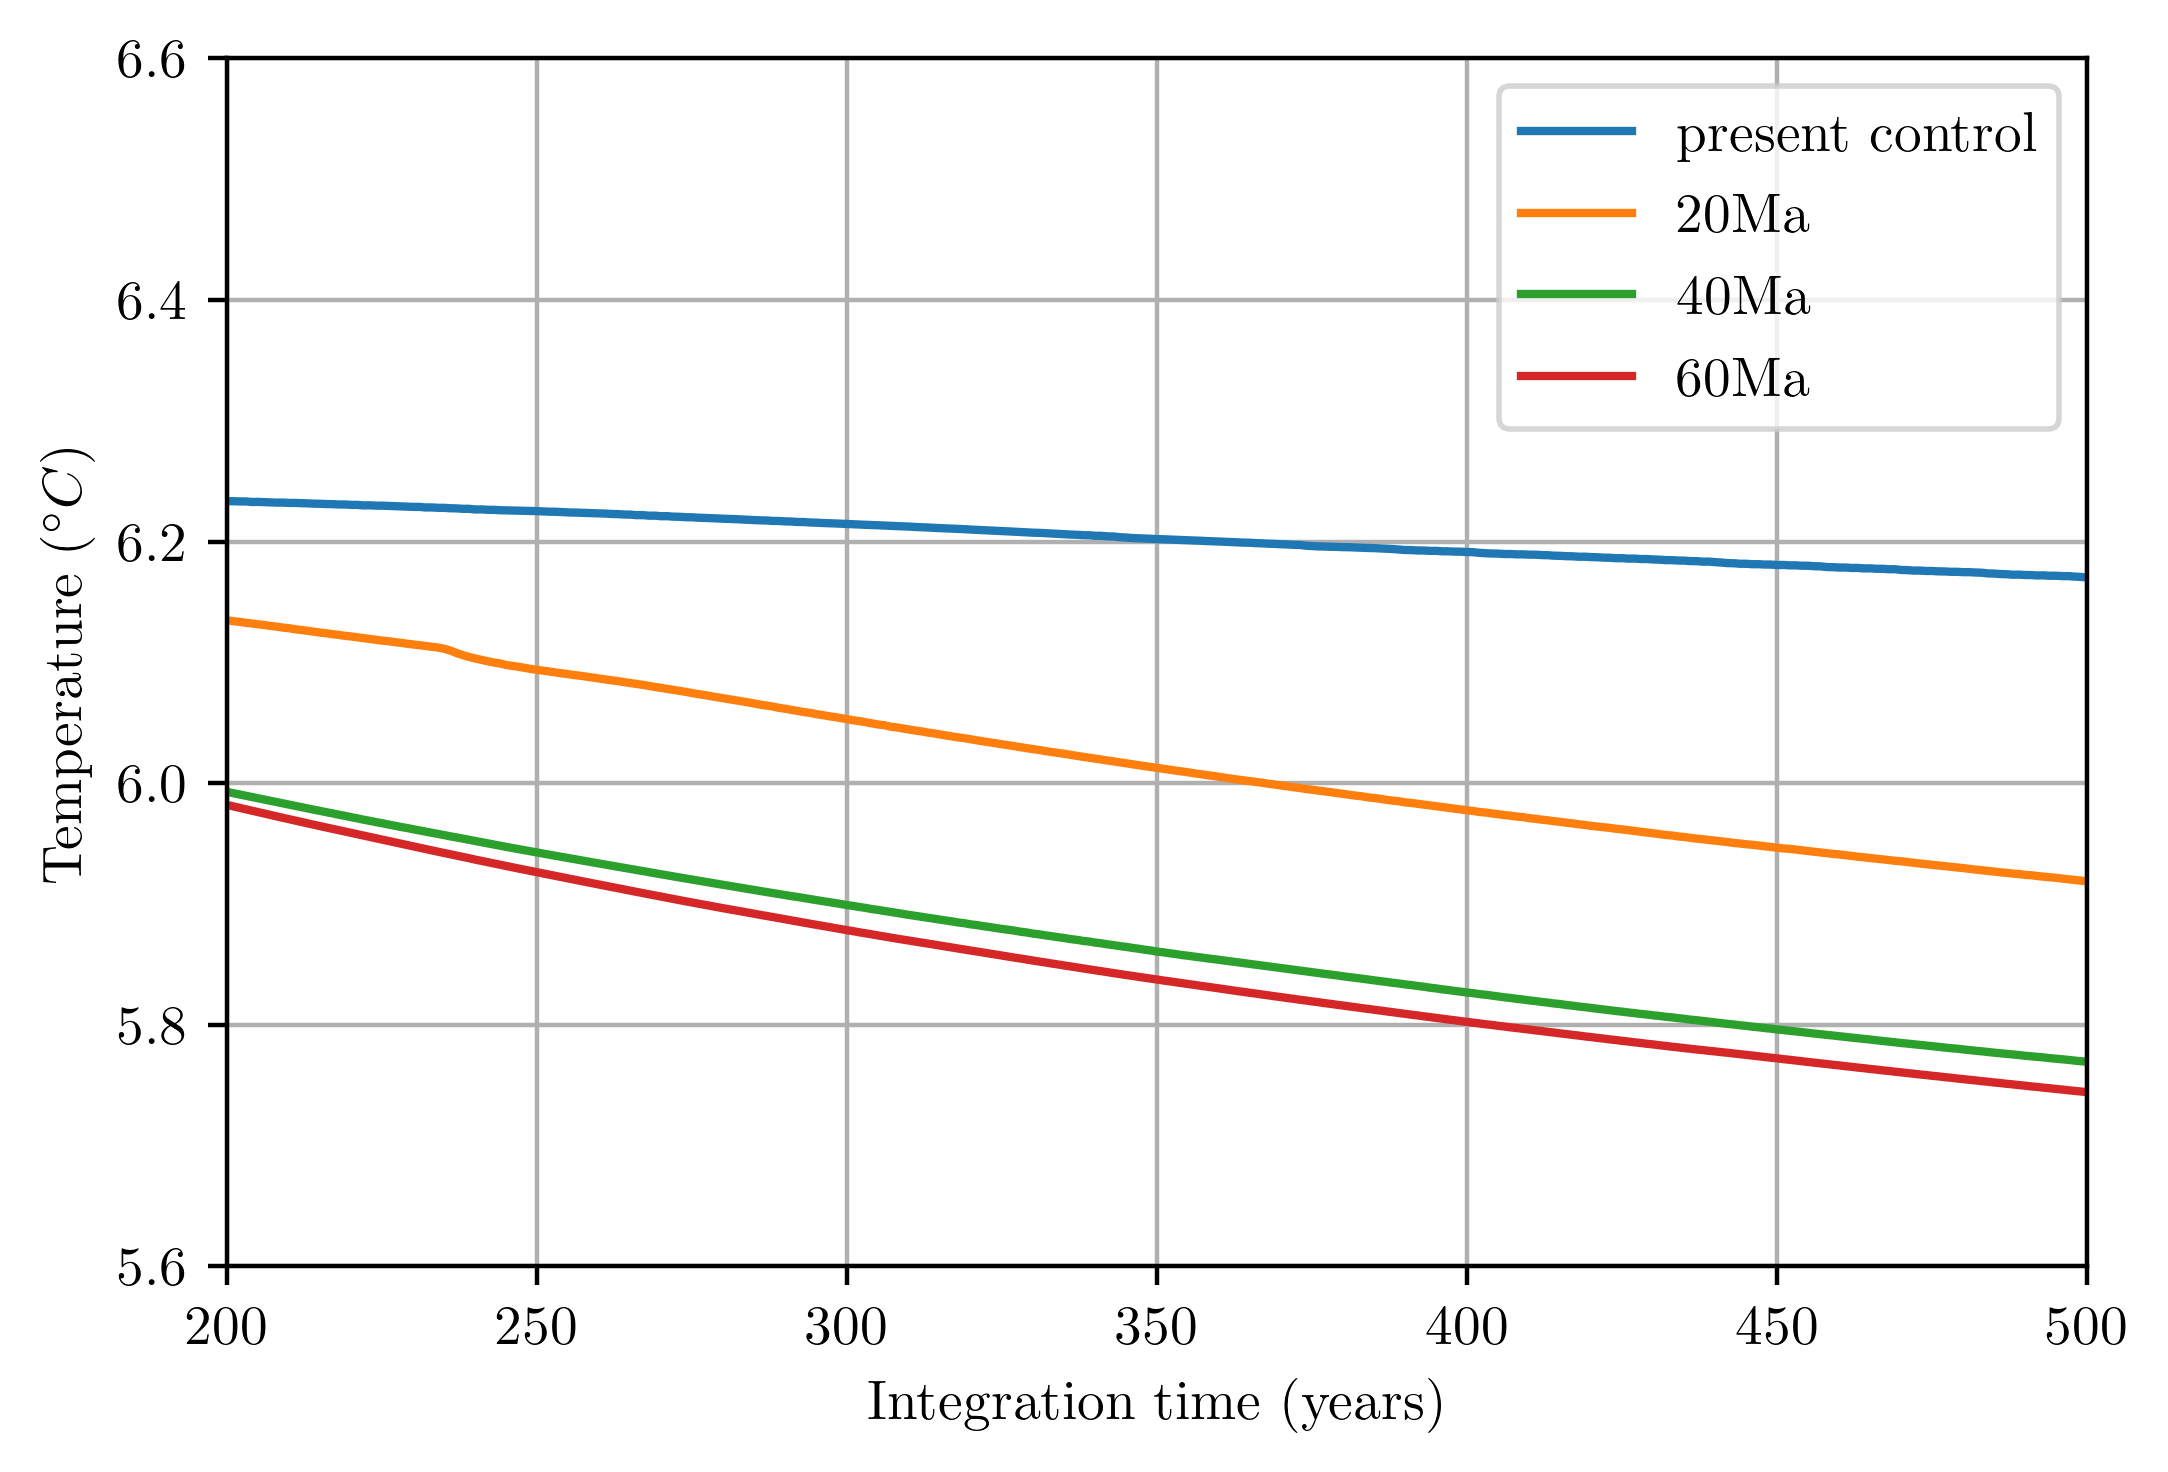 6.6
6.4
6.2
6.0
5.8
5.6
Temperature (°C)
200 250 300 350 400 450 500
Integration time (years)
present control
20Ma
40Ma
60Ma